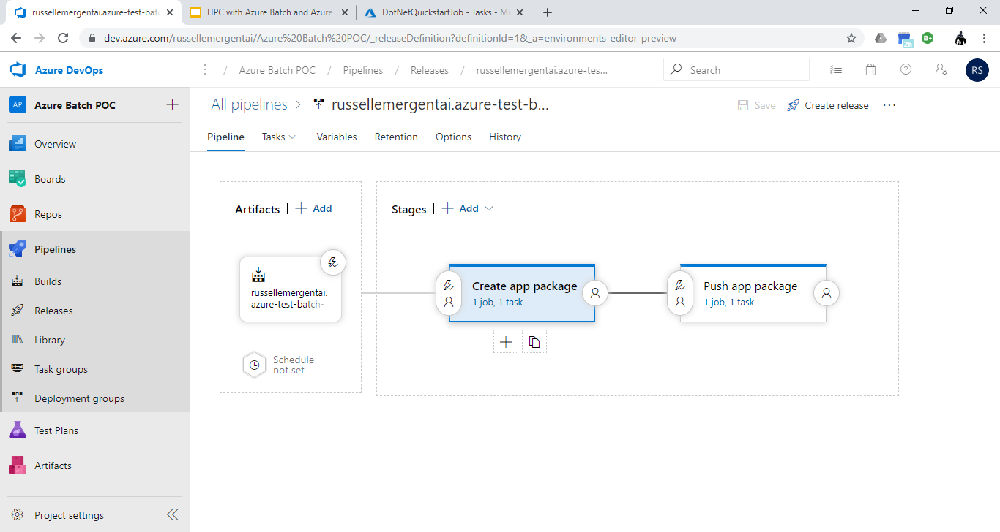 russellemergentai.azure-test-batc
HPC with Azure Batch and Azure
DotNetQuickstartJob - Tasks - Mi
dev.azure.com/russellemergentai/Azure%20Batch%20POC/_releaseDefinition?definitionId=1&_a=environments-editor-preview
2h
B+
Azure DevOps
/ Azure Batch POC / Pipelines / Releases / russellemergentai.azure-tes...
Search
RS
AP
Azure Batch POC
Overview
Boards
Repos
Pipelines
Builds
Releases
Library
Task groups
Deployment groups
Test Plans
Artifacts
Project settings
All pipelines > russellemergentai.azure-test-b...
Save
Create release
Pipeline
Tasks
Variables
Retention
Options
History
Artifacts | + Add
russellemergentai.
azure-test-batch-
Schedule
not set
Stages | + Add
Create app package
1 job, 1 task
Push app package
1 job, 1 task